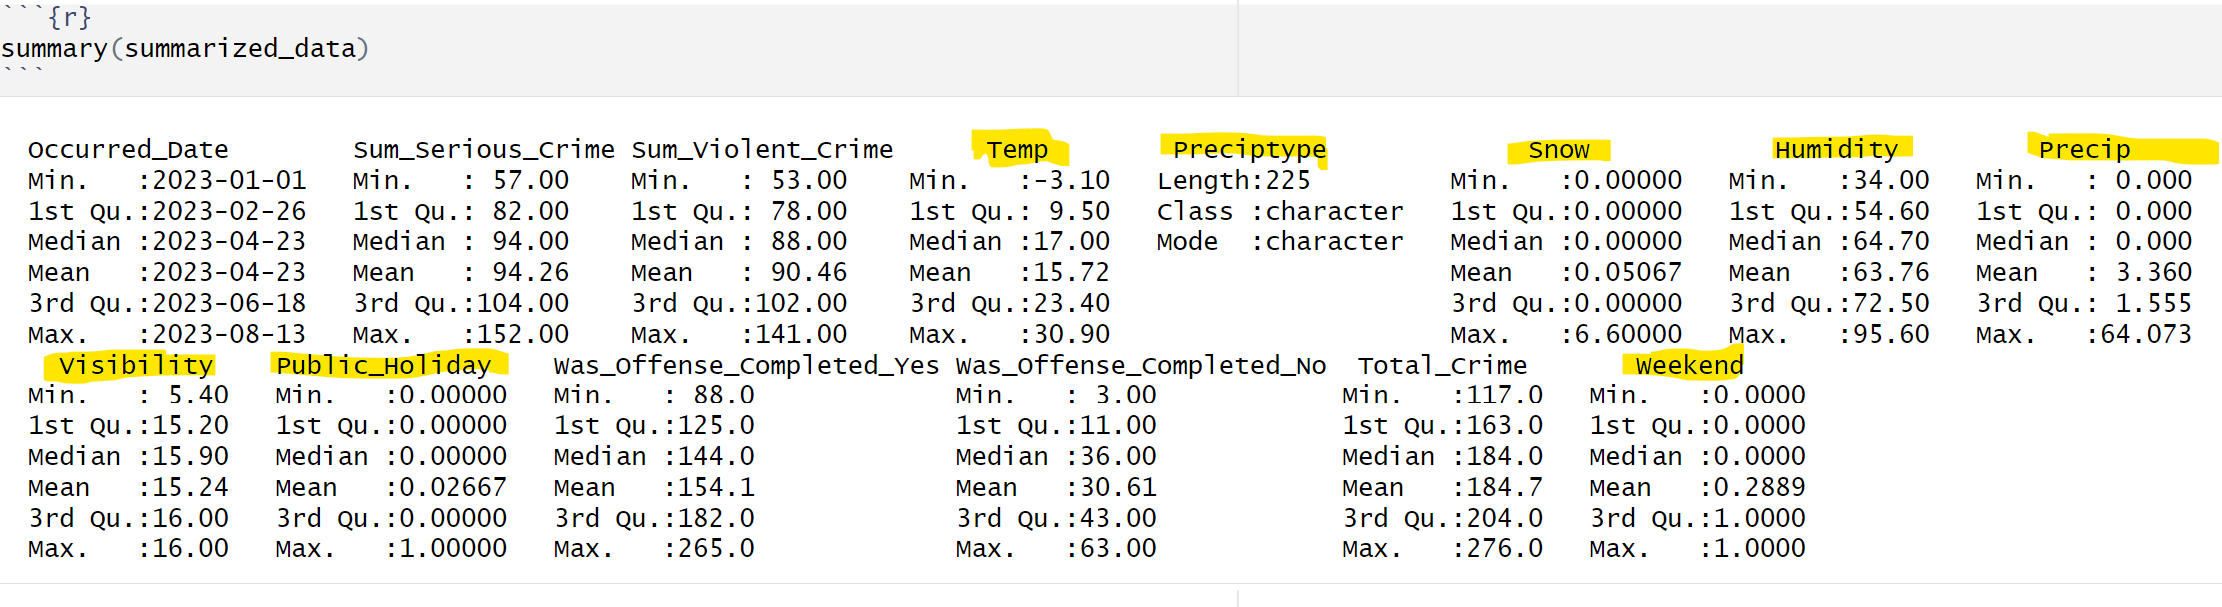 ```{r}
summary(summarized_data)
```
Occurred_Date Sum_Serious_Crime Sum_Violent_Crime Temp Preciptype Snow Humidity Precip
Min. :2023-01-01 Min. : 57.00 Min. : 53.00 Min. :-3.10 Length:225 Min. :0.00000 Min. :34.00 Min. : 0.000
1st Qu.:2023-02-26 1st Qu.: 82.00 1st Qu.: 78.00 1st Qu.: 9.50 Class :character 1st Qu.:0.00000 1st Qu.:54.60 1st Qu.: 0.000
Median :2023-04-23 Median : 94.00 Median : 88.00 Median :17.00 Mode :character Median :0.00000 Median :64.70 Median : 0.000
Mean :2023-04-23 Mean : 94.26 Mean : 90.46 Mean :15.72 Mean :0.05067 Mean :63.76 Mean : 3.360
3rd Qu.:2023-06-18 3rd Qu.:104.00 3rd Qu.:102.00 3rd Qu.:23.40 3rd Qu.:0.00000 3rd Qu.:72.50 3rd Qu.: 1.555
Max. :2023-08-13 Max. :152.00 Max. :141.00 Max. :30.90 Max. :6.60000 Max. :95.60 Max. :64.073
Visibility Public_Holiday Was_Offense_Completed_Yes Was_Offense_Completed_No Total_Crime Weekend
Min. : 5.40 Min. :0.00000 Min. : 88.0 Min. : 3.00 Min. :117.0 Min. :0.0000
1st Qu.:15.20 1st Qu.:0.00000 1st Qu.:125.0 1st Qu.:11.00 1st Qu.:163.0 1st Qu.:0.0000
Median :15.90 Median :0.00000 Median :144.0 Median :36.00 Median :184.0 Median :0.0000
Mean :15.24 Mean :0.02667 Mean :154.1 Mean :30.61 Mean :184.7 Mean :0.2889
3rd Qu.:16.00 3rd Qu.:0.00000 3rd Qu.:182.0 3rd Qu.:43.00 3rd Qu.:204.0 3rd Qu.:1.0000
Max. :16.00 Max. :1.00000 Max. :265.0 Max. :63.00 Max. :276.0 Max. :1.0000